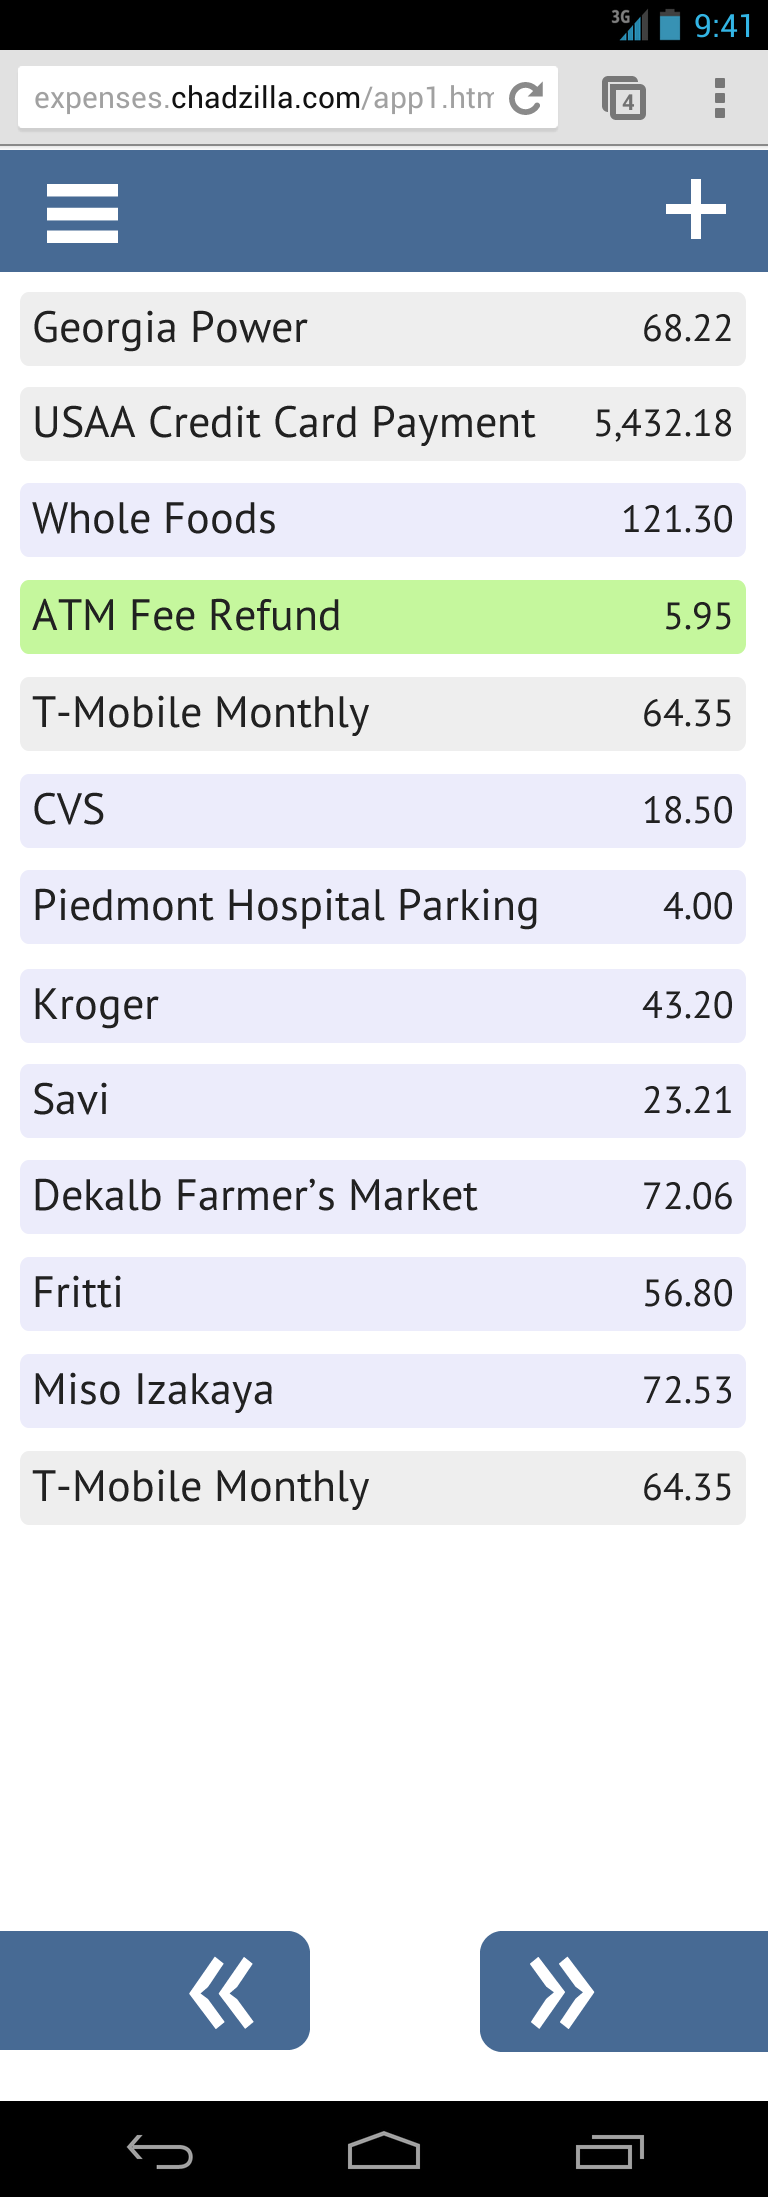 3G 9:41
expenses.chadzilla.com/app1.htm
4
Georgia Power 68.22
USAA Credit Card Payment 5,432.18
Whole Foods 121.30
ATM Fee Refund 5.95
T-Mobile Monthly 64.35
CVS 18.50
Piedmont Hospital Parking 4.00
Kroger 43.20
Savi 23.21
Dekalb Farmer’s Market 72.06
Fritti 56.80
Miso Izakaya 72.53
T-Mobile Monthly 64.35